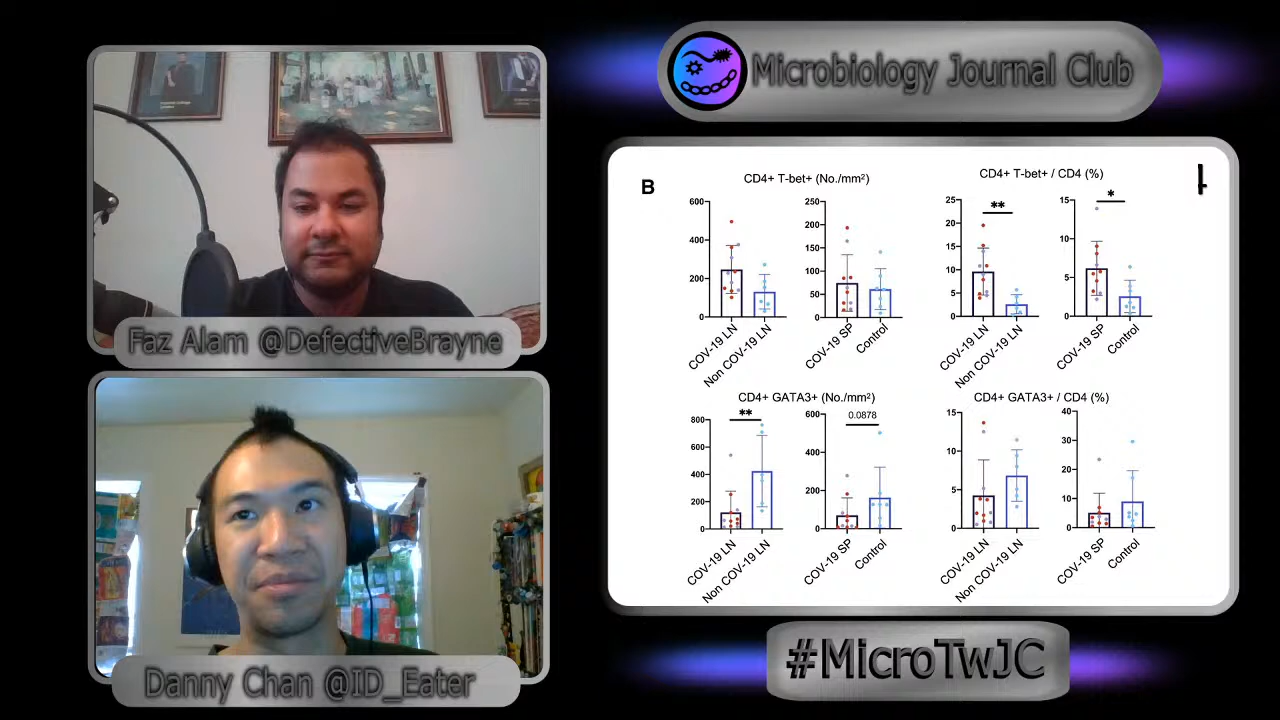 Microbiology Journal Club
Faz Alam @DefectiveBrayne
Danny Chan @ID_Eater
B
CD4+ T-bet+ (No./mm²)
600
400
200
0
COV-19 LN
Non COV-19 LN
250
200
150
100
50
0
COV-19 SP
Control
CD4+ T-bet+ / CD4 (%)
25
20
15
10
5
0
**
COV-19 LN
Non COV-19 LN
15
10
5
0
*
COV-19 SP
Control
CD4+ GATA3+ (No./mm²)
800
600
400
200
0
**
COV-19 LN
Non COV-19 LN
600
400
200
0
0.0878
COV-19 SP
Control
CD4+ GATA3+ / CD4 (%)
15
10
5
0
COV-19 LN
Non COV-19 LN
40
30
20
10
0
COV-19 SP
Control
#MicroTwJC